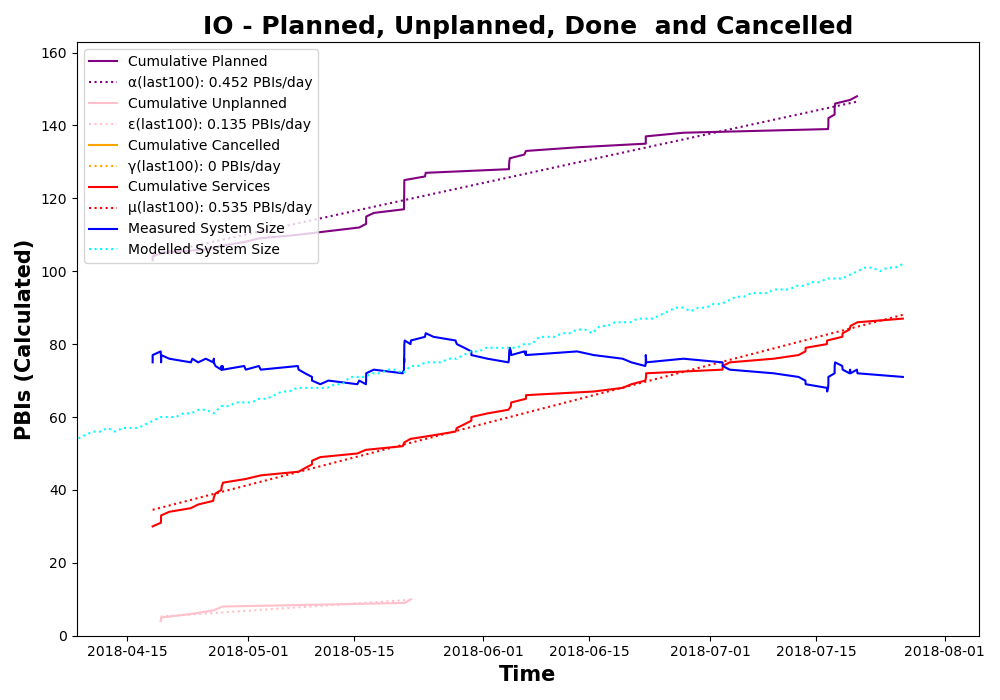 IO - Planned, Unplanned, Done  and Cancelled
PBIs (Calculated)
160
140
120
100
80
60
40
20
0
Cumulative Planned
α(last100): 0.452 PBIs/day
Cumulative Unplanned
ε(last100): 0.135 PBIs/day
Cumulative Cancelled
γ(last100): 0 PBIs/day
Cumulative Services
μ(last100): 0.535 PBIs/day
Measured System Size
Modelled System Size
2018-04-15 2018-05-01 2018-05-15 2018-06-01 2018-06-15 2018-07-01 2018-07-15 2018-08-01
Time